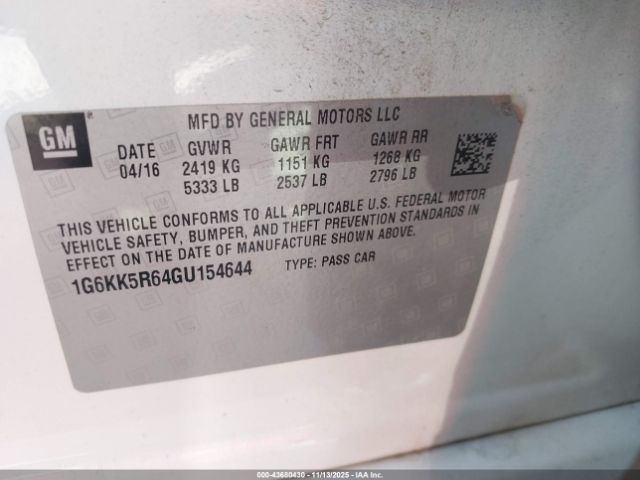 GM
MFD BY GENERAL MOTORS LLC
DATE GVWR GAWR FRT GAWR RR
04/16 2419 KG 1151 KG 1268 KG
5333 LB 2537 LB 2796 LB
THIS VEHICLE CONFORMS TO ALL APPLICABLE U.S. FEDERAL MOTOR
VEHICLE SAFETY, BUMPER, AND THEFT PREVENTION STANDARDS IN
EFFECT ON THE DATE OF MANUFACTURE SHOWN ABOVE.
1G6KK5R64GU154644 TYPE: PASS CAR
000-43680430 - 11/13/2025 - IAA Inc.